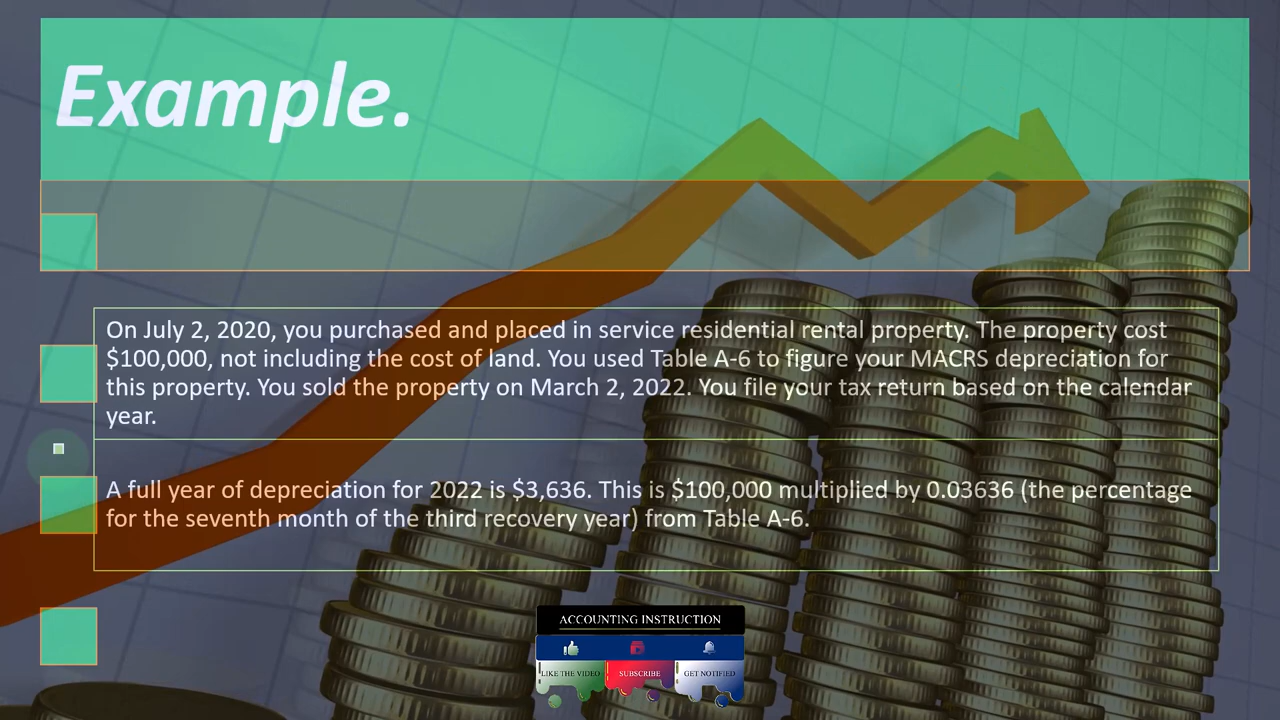 Example.
On July 2, 2020, you purchased and placed in service residential rental property. The property cost
$100,000, not including the cost of land. You used Table A-6 to figure your MACRS depreciation for
this property. You sold the property on March 2, 2022. You file your tax return based on the calendar
year.
A full year of depreciation for 2022 is $3,636. This is $100,000 multiplied by 0.03636 (the percentage
for the seventh month of the third recovery year) from Table A-6.
ACCOUNTING INSTRUCTION
LIKE THE VIDEO SUBSCRIBE GET NOTIFIED